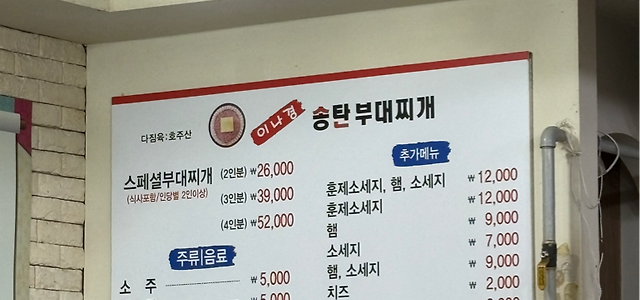 다짐육:호주산
이나경
송탄부대찌개
스페셜부대찌개 (2인분) ₩26,000
(식사포함/인당별 2인이상)
(3인분) ₩39,000
(4인분) ₩52,000
주류|음료
소 주 ₩5,000
5,000
추가메뉴
훈제소세지, 햄, 소세지 ₩12,000
훈제소세지 ₩12,000
햄 ₩9,000
소세지 ₩7,000
햄, 소세지 ₩9,000
치즈 ₩2,000